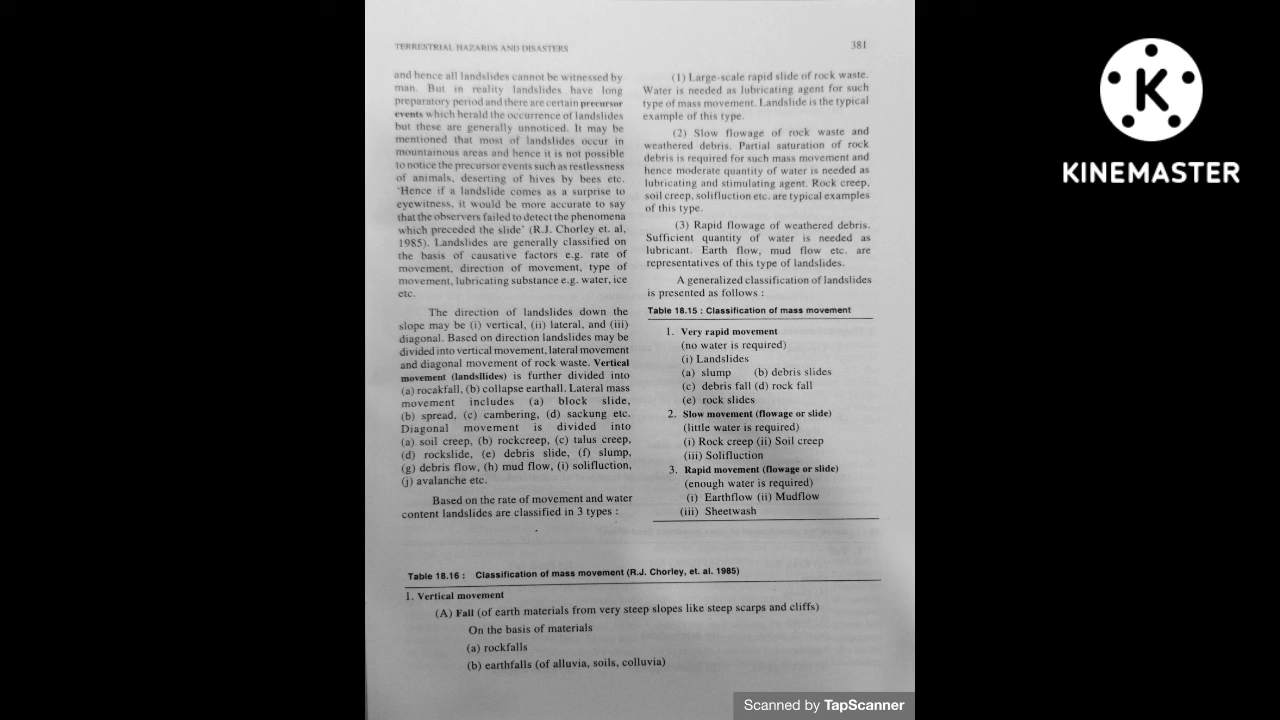 TERRESTRIAL HAZARDS AND DISASTERS
381
and hence all landslides cannot be witnessed by
man. But in reality landslides have long
preparatory period and there are certain precursor
events which herald the occurrence of landslides
but these are generally unnoticed. It may be
mentioned that most of landslides occur in
mountainous areas and hence it is not possible
to notice the precursor events such as restlessness
of animals, deserting of hives by bees etc.
'Hence if a landslide comes as a surprise to
eyewitness, it would be more accurate to say
that the observers failed to detect the phenomena
which preceded the slide' (R.J. Chorley et. al,
1985). Landslides are generally classified on
the basis of causative factors e.g. rate of
movement, direction of movement, type of
movement, lubricating substance e.g. water, ice
etc.
The direction of landslides down the
slope may be (i) vertical, (ii) lateral, and (iii)
diagonal. Based on direction landslides may be
divided into vertical movement, lateral movement
and diagonal movement of rock waste. Vertical
movement (landsllides) is further divided into
(a) rocakfall, (b) collapse earthall. Lateral mass
movement includes (a) block slide,
(b) spread, (c) cambering, (d) sackung etc.
Diagonal movement is divided into
(a) soil creep, (b) rockcreep, (c) talus creep,
(d) rockslide, (e) debris slide, (f) slump,
(g) debris flow, (h) mud flow, (i) solifluction,
(j) avalanche etc.
Based on the rate of movement and water
content landslides are classified in 3 types :
(1) Large-scale rapid slide of rock waste.
Water is needed as lubricating agent for such
type of mass movement. Landslide is the typical
example of this type.
(2) Slow flowage of rock waste and
weathered debris. Partial saturation of rock
debris is required for such mass movement and
hence moderate quantity of water is needed as
lubricating and stimulating agent. Rock creep,
soil creep, solifluction etc. are typical examples
of this type.
(3) Rapid flowage of weathered debris.
Sufficient quantity of water is needed as
lubricant. Earth flow, mud flow etc. are
representatives of this type of landslides.
A generalized classification of landslides
is presented as follows :
Table 18.15 : Classification of mass movement
1. Very rapid movement
(no water is required)
(i) Landslides
(a) slump (b) debris slides
(c) debris fall (d) rock fall
(e) rock slides
2. Slow movement (flowage or slide)
(little water is required)
(i) Rock creep (ii) Soil creep
(iii) Solifluction
3. Rapid movement (flowage or slide)
(enough water is required)
(i) Earthflow (ii) Mudflow
(iii) Sheetwash
Table 18.16 : Classification of mass movement (R.J. Chorley, et. al. 1985)
1. Vertical movement
(A) Fall (of earth materials from very steep slopes like steep scarps and cliffs)
On the basis of materials
(a) rockfalls
(b) earthfalls (of alluvia, soils, colluvia)
Scanned by TapScanner
K
KINEMASTER